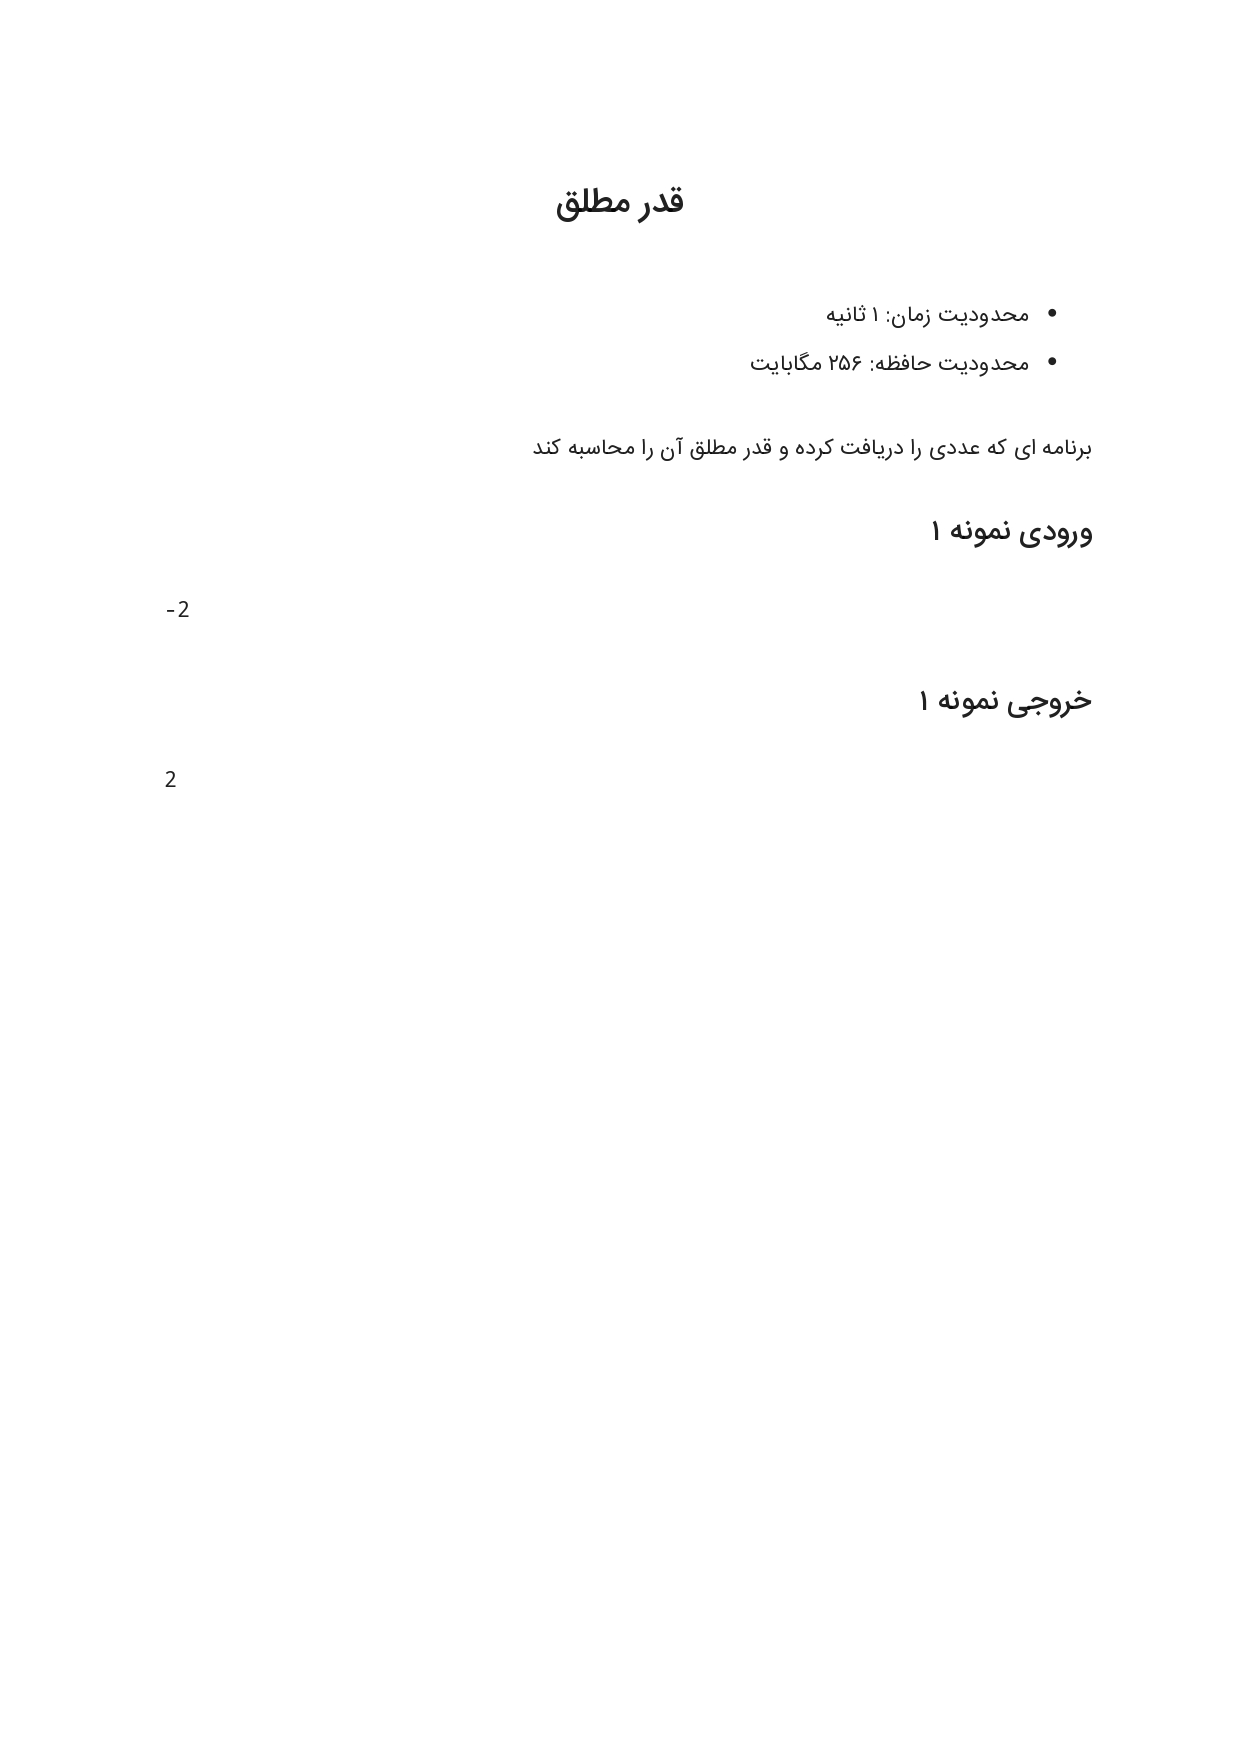 قدر مطلق
• محدودیت زمان: ۱ ثانیه
• محدودیت حافظه: ۲۵۶ مگابایت
برنامه ای که عددی را دریافت کرده و قدر مطلق آن را محاسبه کند
ورودی نمونه ۱
-2
خروجی نمونه ۱
2